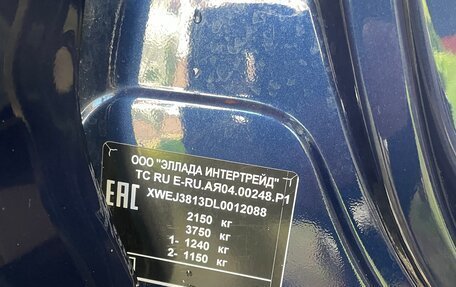 ООО "ЭЛЛАДА ИНТЕРТРЕЙД"
ТС RU E-RU.АЯ04.00248.Р1
EAC XWEJ3813DL0012088
2150 кг
3750 кг
1- 1240 кг
2- 1150 кг